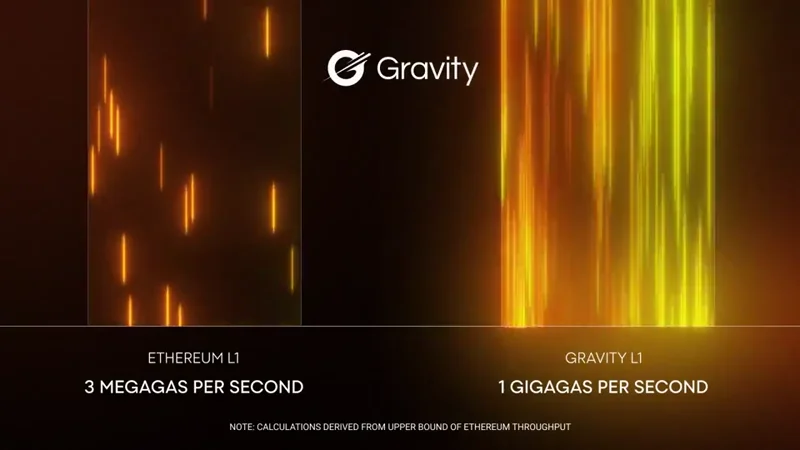 Gravity
ETHEREUM L1
3 MEGAGAS PER SECOND
GRAVITY L1
1 GIGAGAS PER SECOND
NOTE: CALCULATIONS DERIVED FROM UPPER BOUND OF ETHEREUM THROUGHPUT